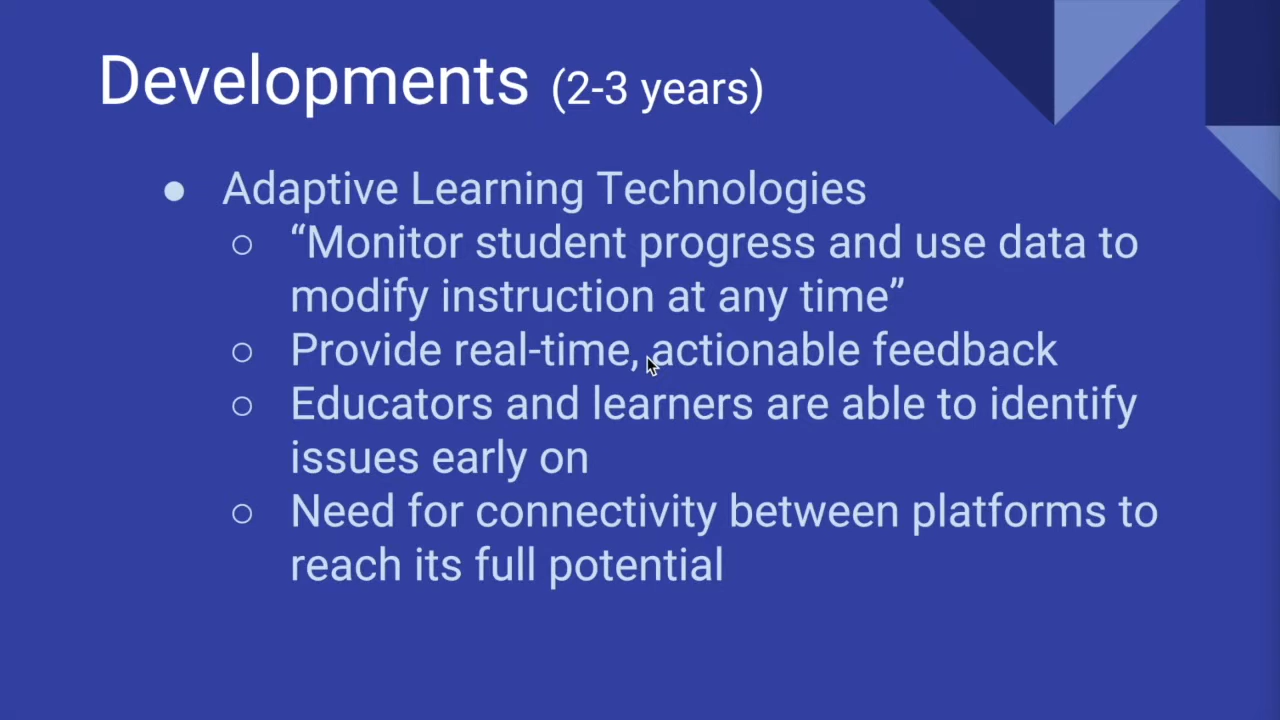 Developments (2-3 years)
● Adaptive Learning Technologies
○ “Monitor student progress and use data to
modify instruction at any time”
○ Provide real-time, actionable feedback
○ Educators and learners are able to identify
issues early on
○ Need for connectivity between platforms to
reach its full potential